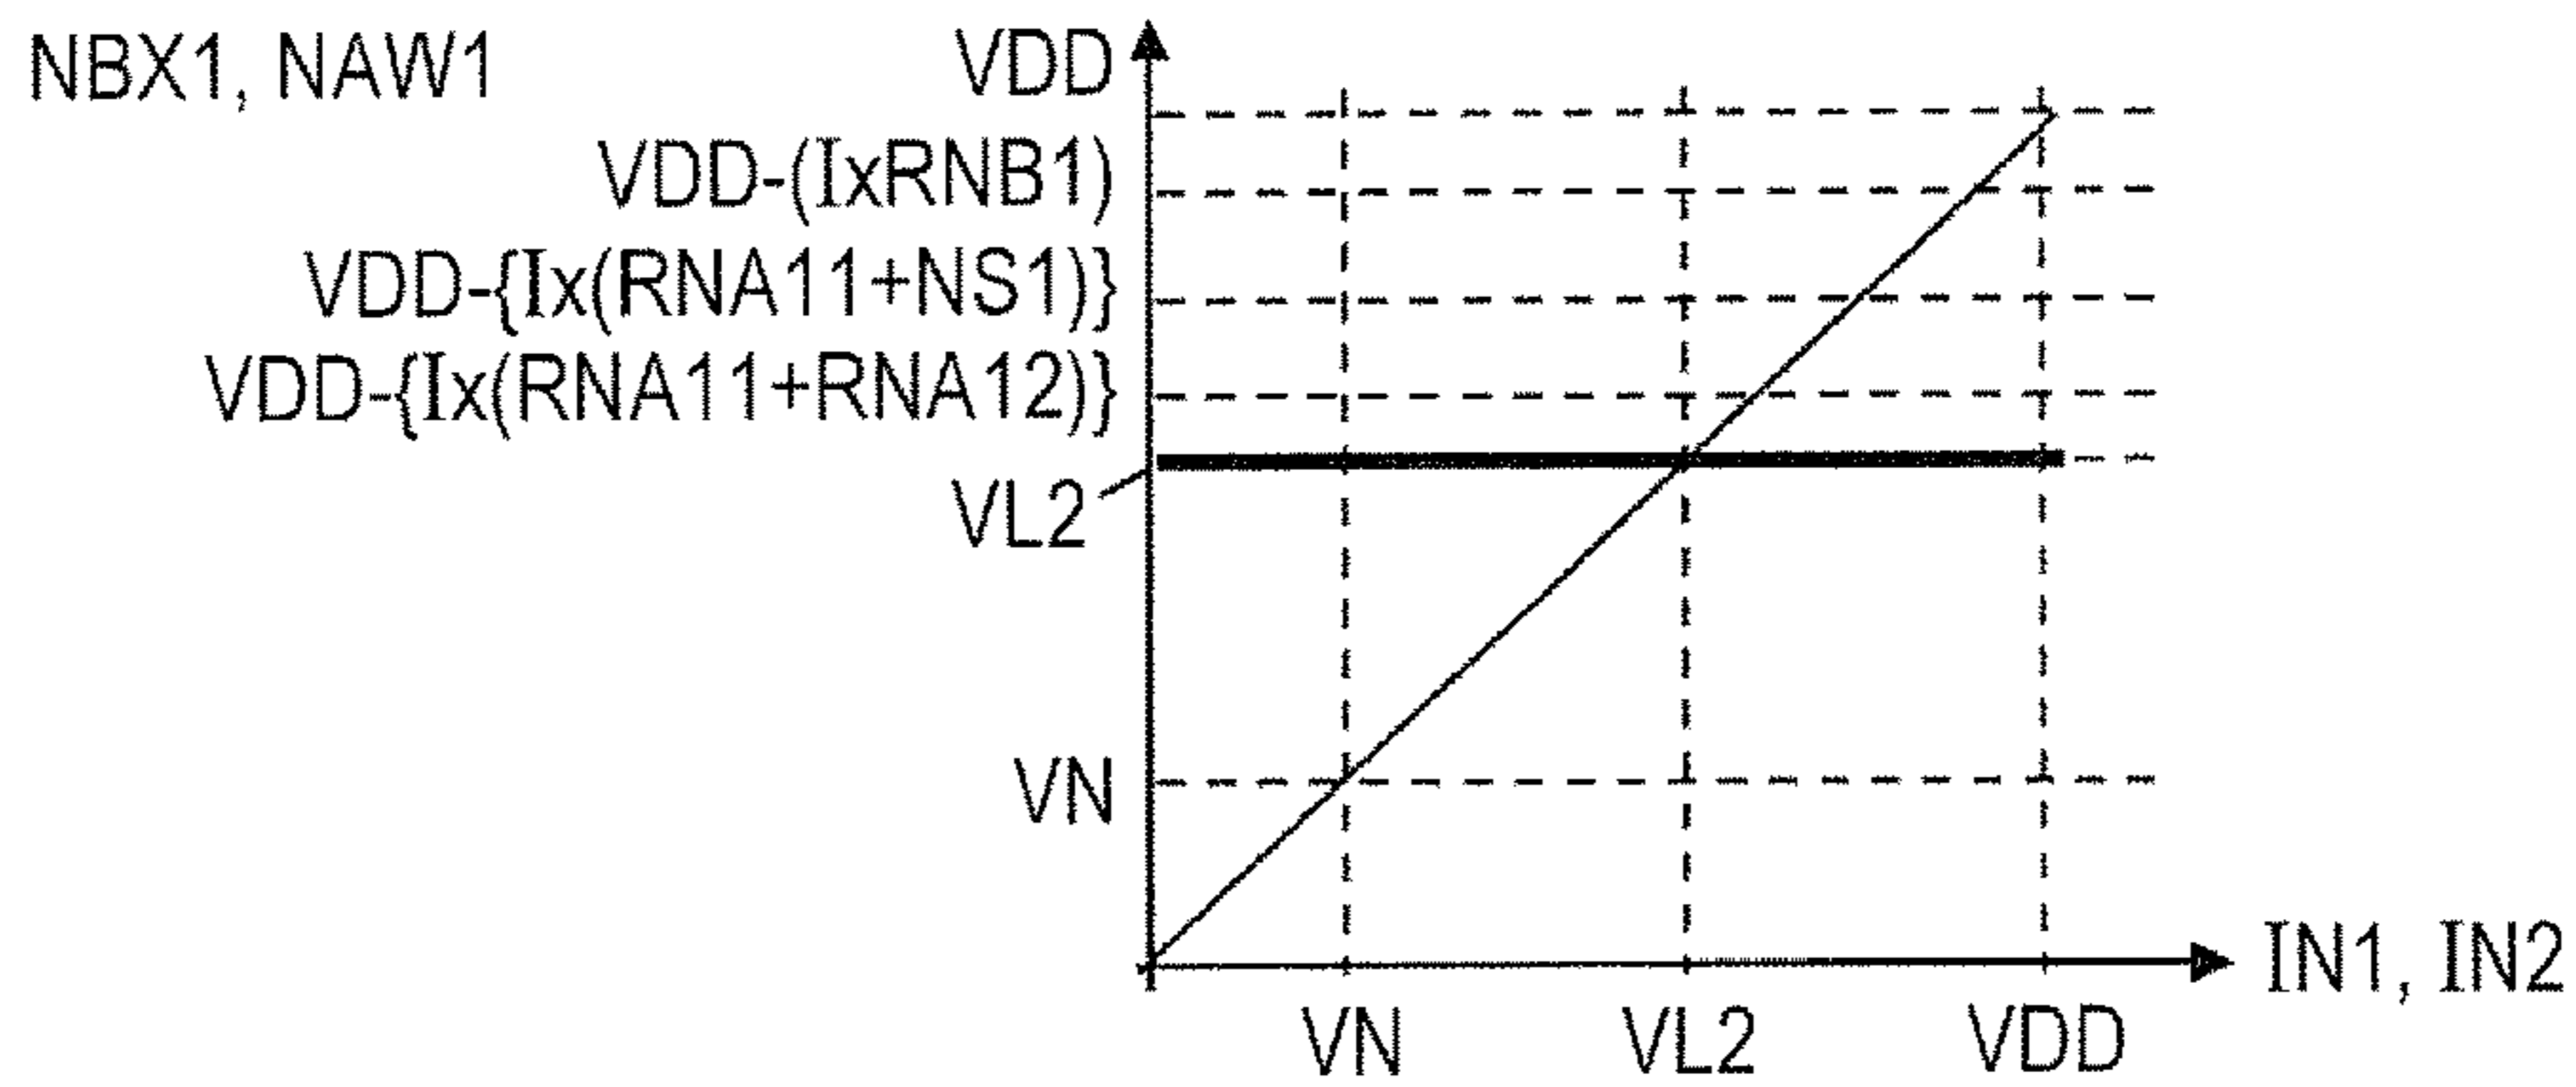 NBX1, NAW1
VDD
VDD-(IxRNB1)
VDD-{Ix(RNA11+NS1)}
VDD-{Ix(RNA11+RNA12)}
VL2
VN
IN1, IN2
VN VL2 VDD